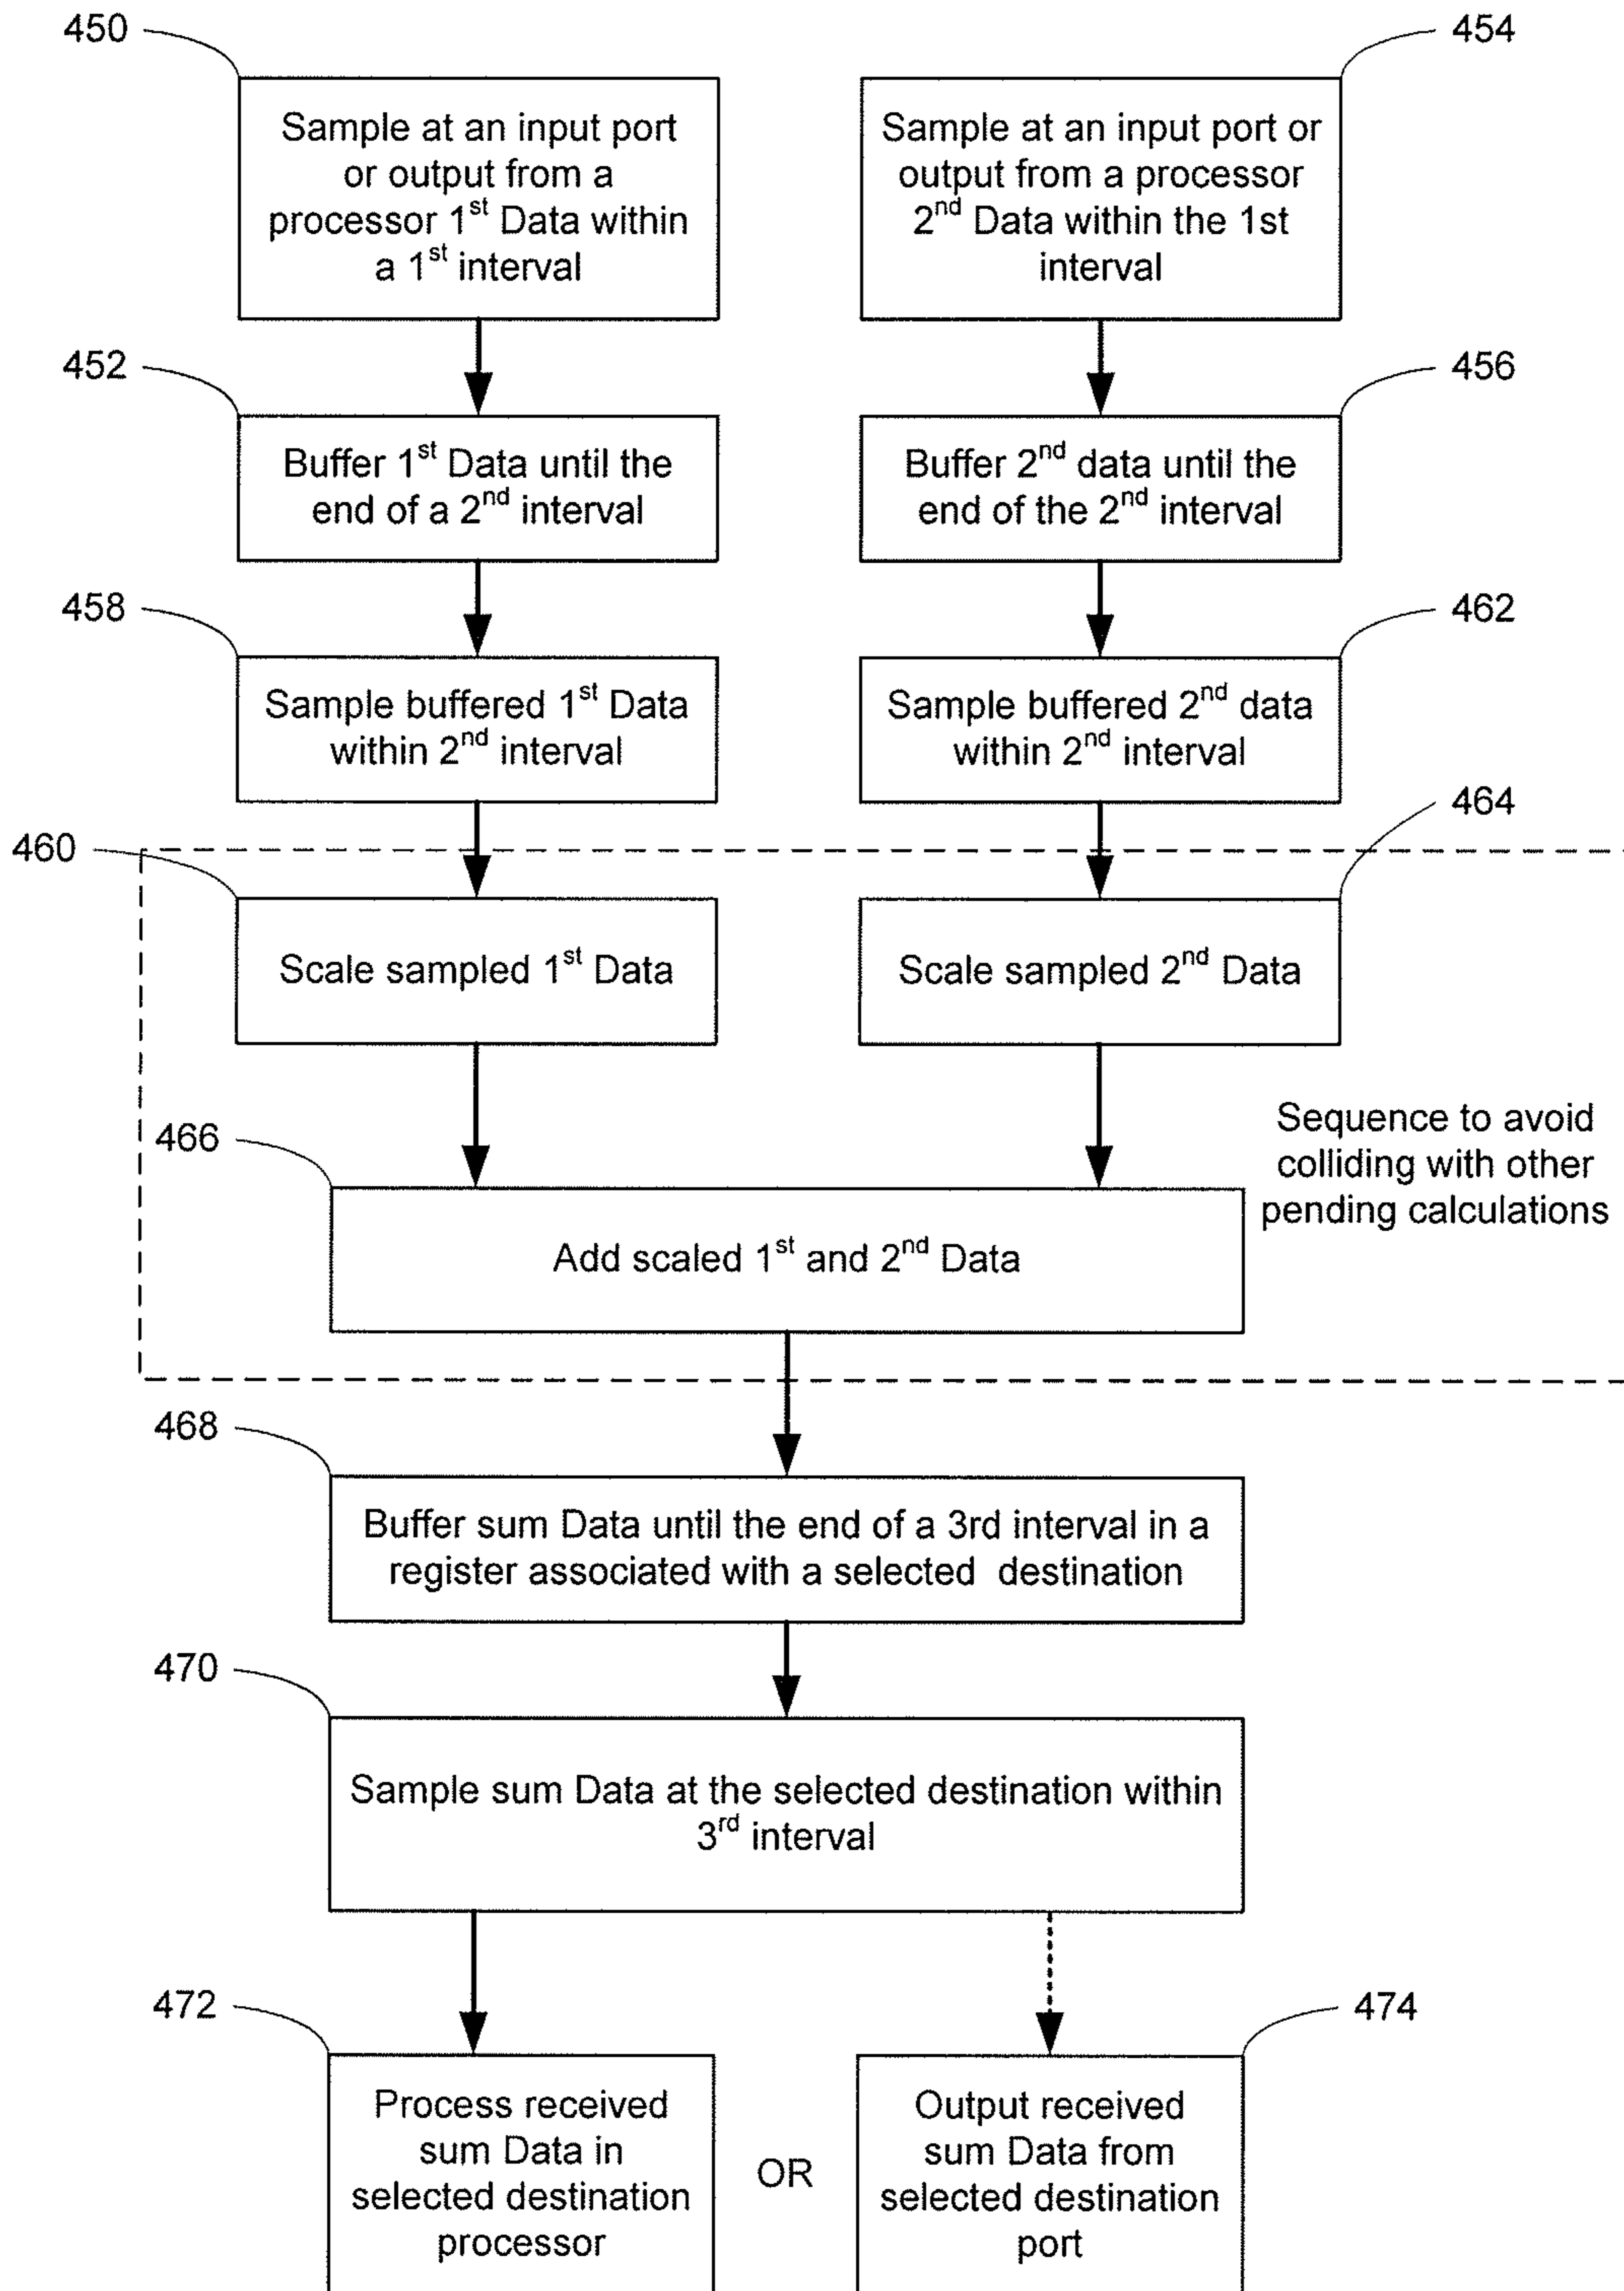 450
454
Sample at an input port
or output from a
processor 1st Data within
a 1st interval
Sample at an input port or
output from a processor
2nd Data within the 1st
interval
452
456
Buffer 1st Data until the
end of a 2nd interval
Buffer 2nd data until the
end of the 2nd interval
458
462
Sample buffered 1st Data
within 2nd interval
Sample buffered 2nd data
within 2nd interval
460
464
Scale sampled 1st Data
Scale sampled 2nd Data
466
Sequence to avoid
colliding with other
pending calculations
Add scaled 1st and 2nd Data
468
Buffer sum Data until the end of a 3rd interval in a
register associated with a selected destination
470
Sample sum Data at the selected destination within
3rd interval
472
474
Process received
sum Data in
selected destination
processor
OR
Output received
sum Data from
selected destination
port